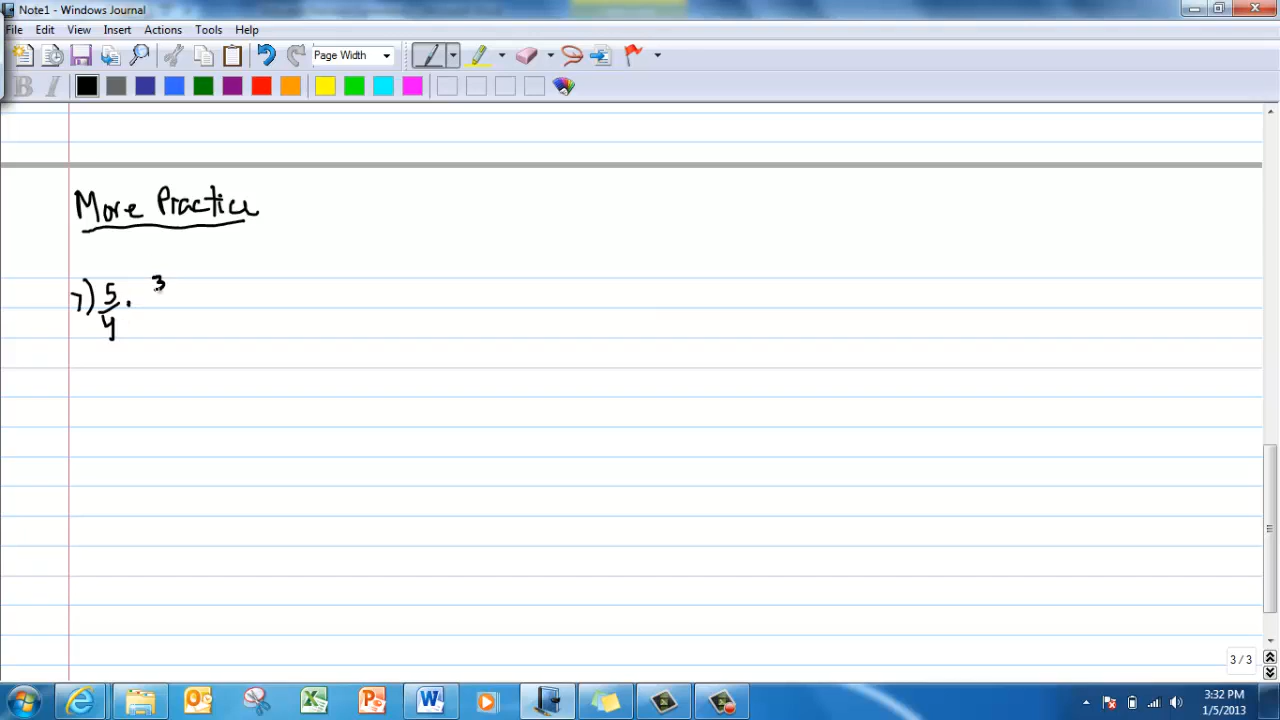 Note1 - Windows Journal
File Edit View Insert Actions Tools Help
Page Width
B I
More Practice
7) 5/y · 3
3 / 3
3:32 PM
1/5/2013